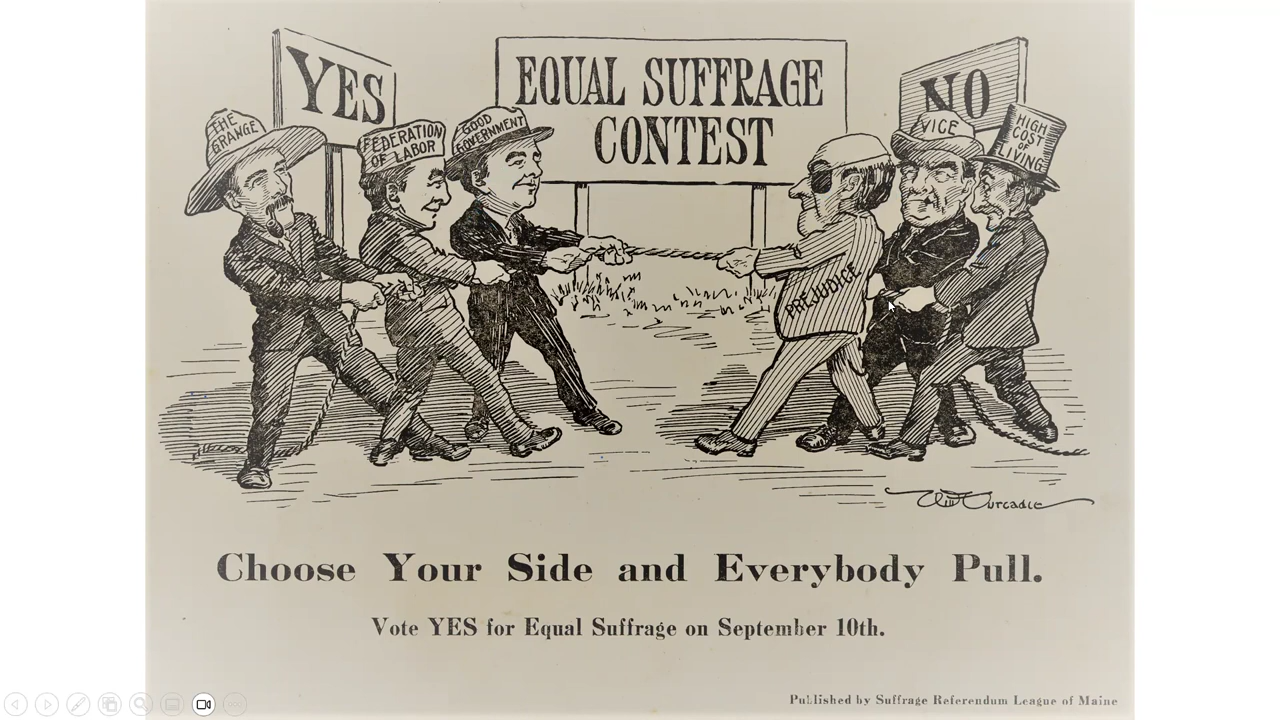 YES
EQUAL SUFFRAGE
CONTEST
NO
THE
GRANGE
FEDERATION
OF LABOR
GOOD
GOVERNMENT
PREJUDICE
VICE
HIGH
COST
OF
LIVING
Choose Your Side and Everybody Pull.
Vote YES for Equal Suffrage on September 10th.
Published by Suffrage Referendum League of Maine